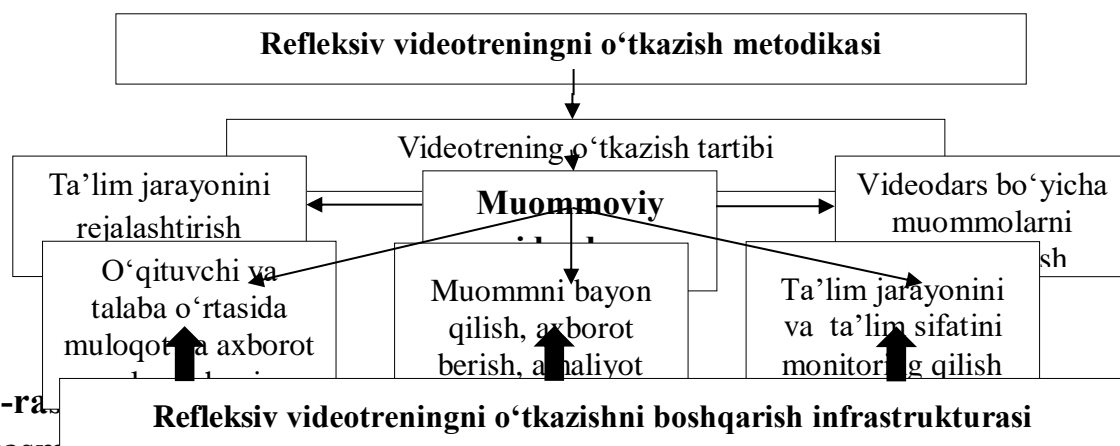 Refleksiv videotreningni o‘tkazish metodikasi
Videotrening o‘tkazish tartibi
Ta’lim jarayonini
rejalashtirish
Muommoviy
Videodars bo‘yicha
muommolarni
O‘qituvchi va
talaba o‘rtasida
muloqot axborot
Muommni bayon
qilish, axborot
berish, amaliyot
Ta’lim jarayonini
va ta’lim sifatini
monitoring qilish
Refleksiv videotreningni o‘tkazishni boshqarish infrastrukturasi